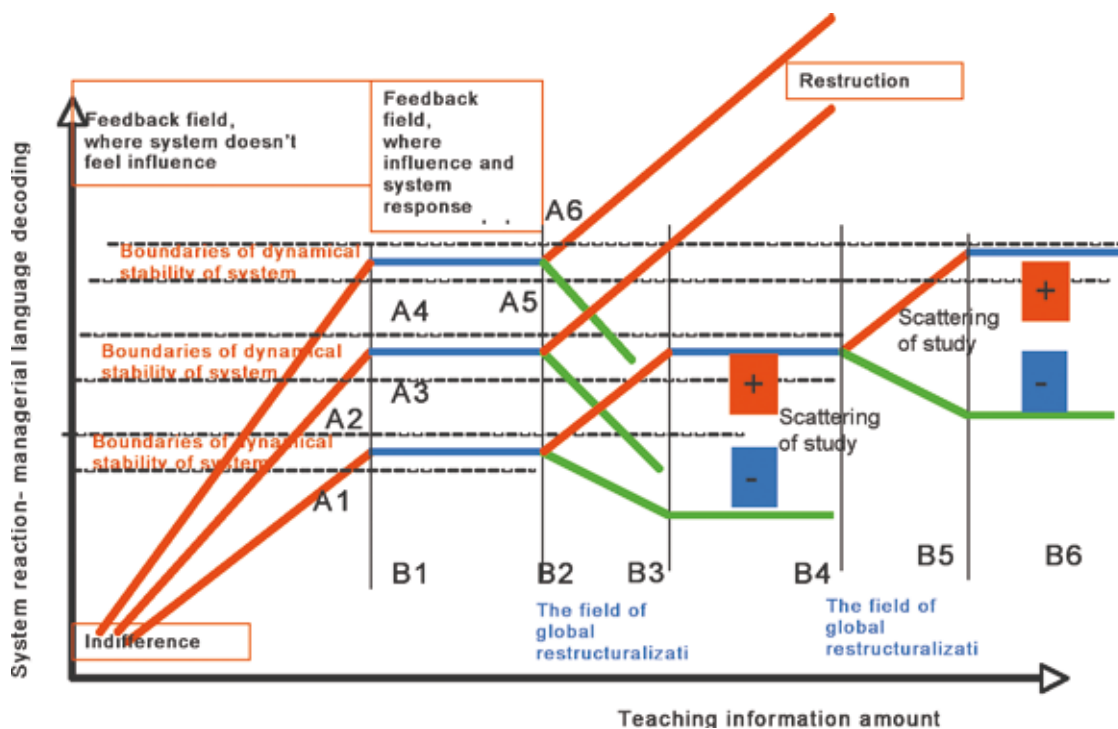 Restruction
Feedback field,
where system doesn't
feel influence
Feedback
field,
where
influence and
system
response
A6
Boundaries of dynamical
stability of system
A5
A4
+
Scattering
of study
Boundaries of dynamical
stability of system
A3
+
-
A2
Scattering
of study
Boundaries of dynamical
stability of system
-
A1
B1
B2
B3
B4
B5
B6
The field of
global
restructuralizati
The field of
global
restructuralizati
Indifference
System reaction- managerial language decoding
Teaching information amount